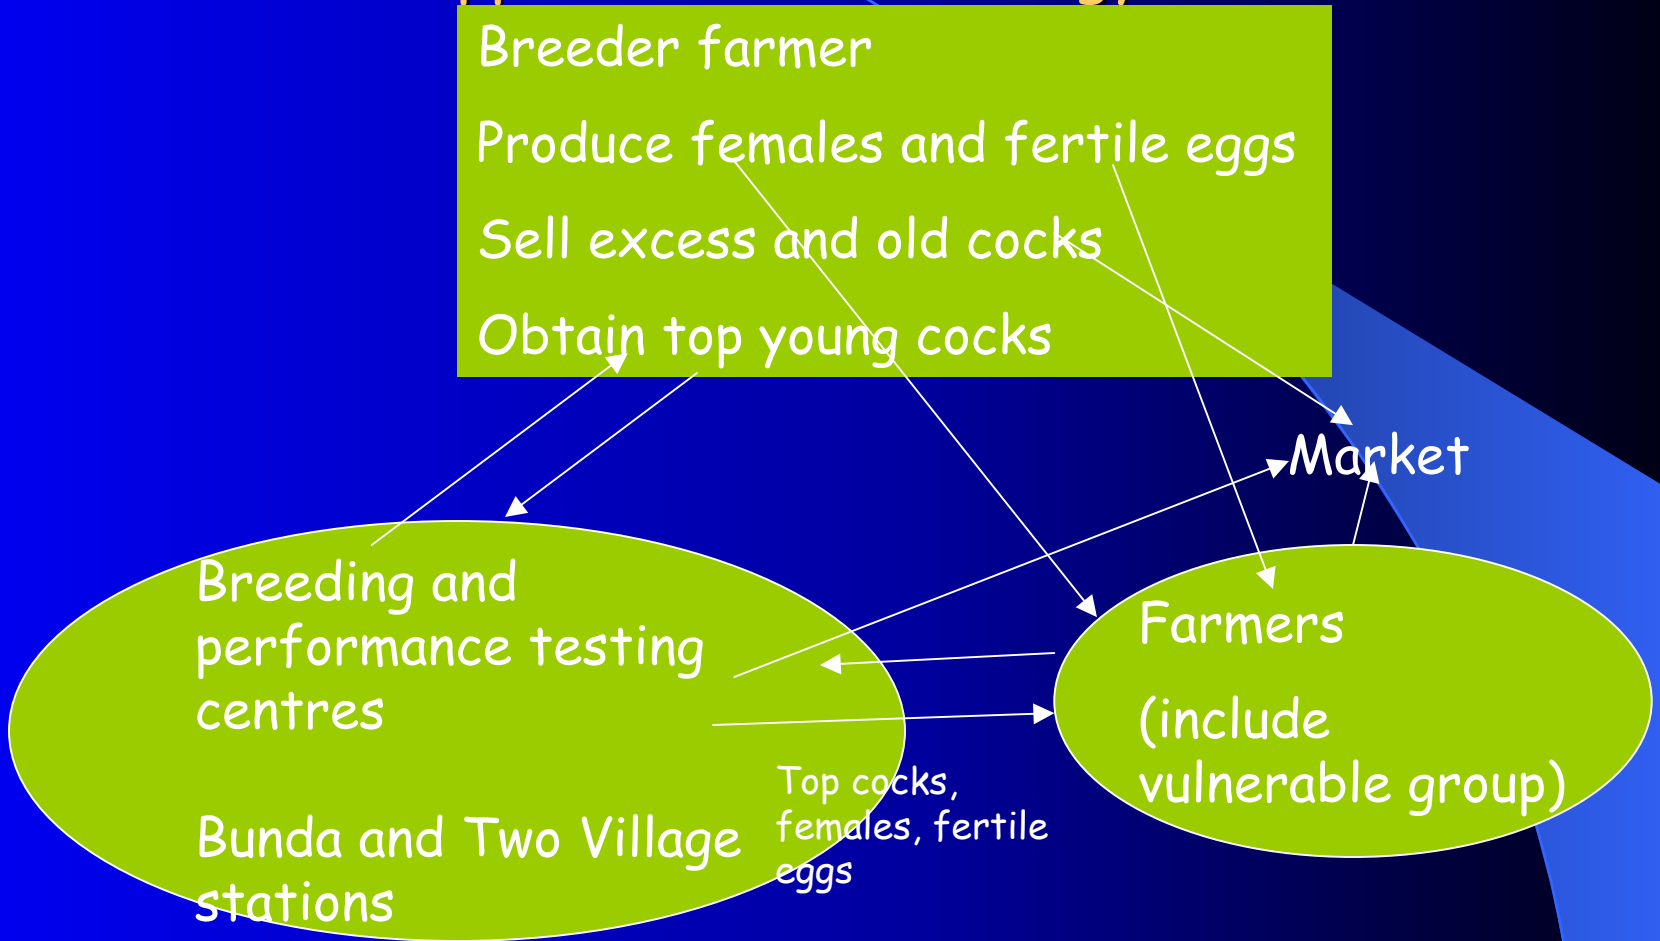 Breeder farmer
Produce females and fertile eggs
Sell excess and old cocks
Obtain top young cocks
Market
Breeding and
performance testing
centres
Bunda and Two Village
stations
Top cocks,
females, fertile
eggs
Farmers
(include
vulnerable group)